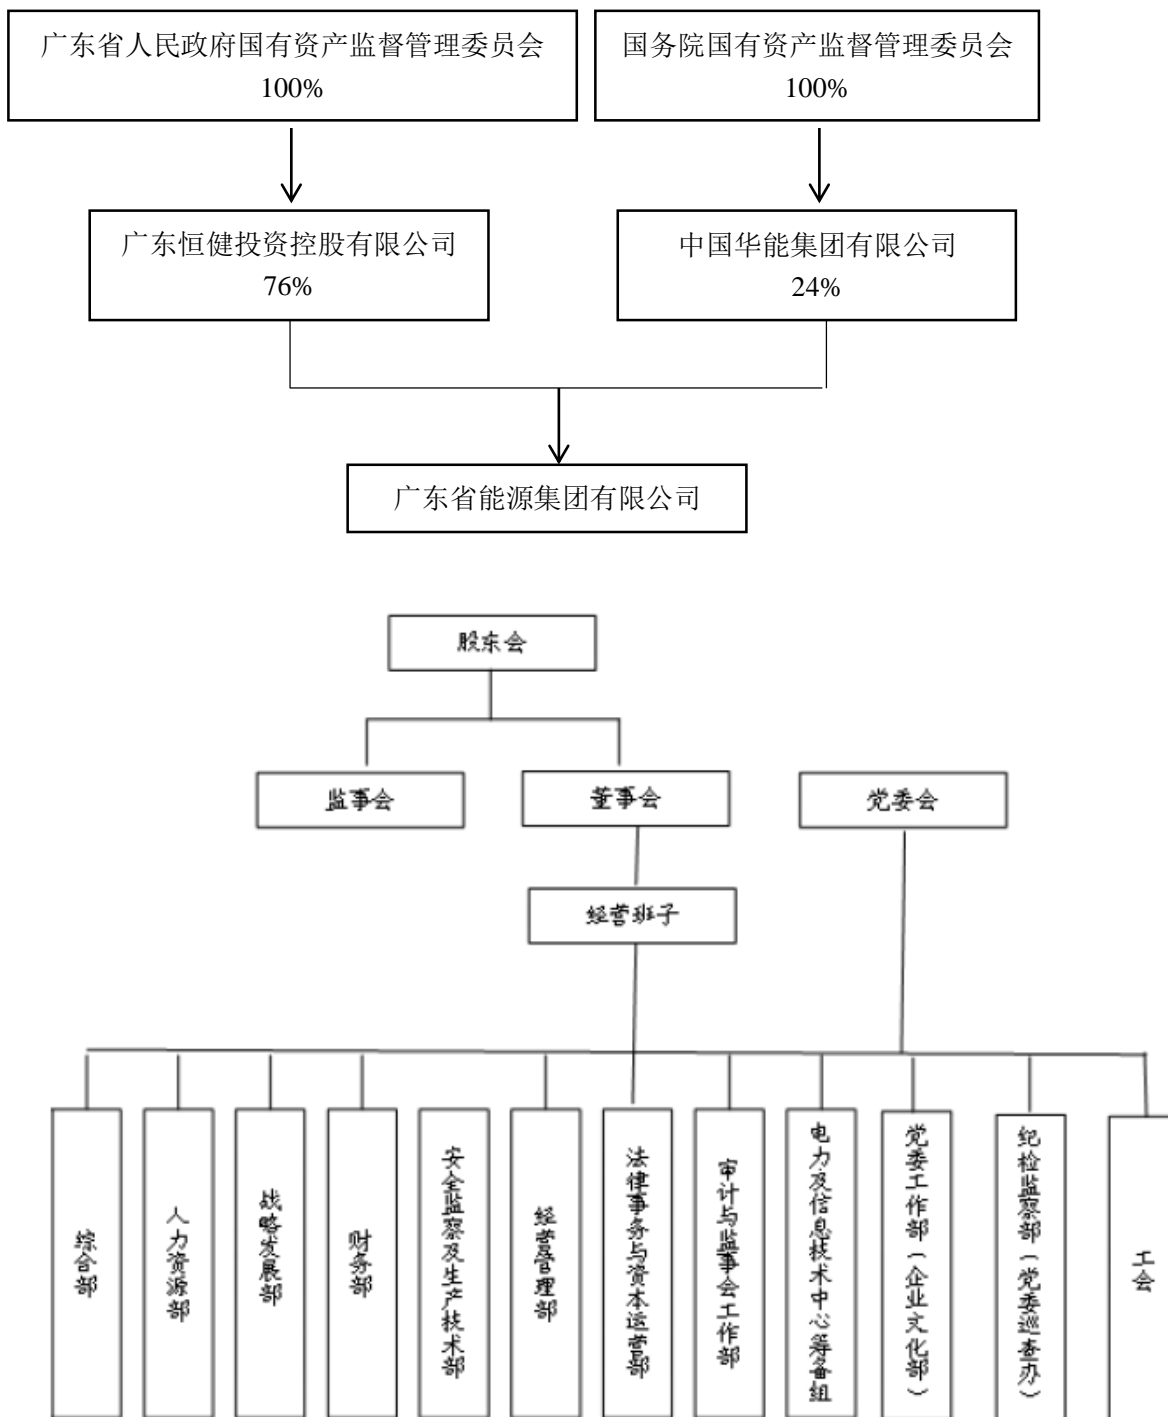 广东省人民政府国有资产监督管理委员会
100%
国务院国有资产监督管理委员会
100%
广东恒健投资控股有限公司
76%
中国华能集团有限公司
24%
广东省能源集团有限公司
股东会
监事会
董事会
党委会
经营班子
综合部
人力资源部
战略发展部
财务部
安全监察及生产技术部
经营管理部
法律事务与资本运营部
审计与监事会工作部
电力及信息技术中心筹备组
党委工作部（企业文化部）
纪检监察部（党委巡查办）
工会